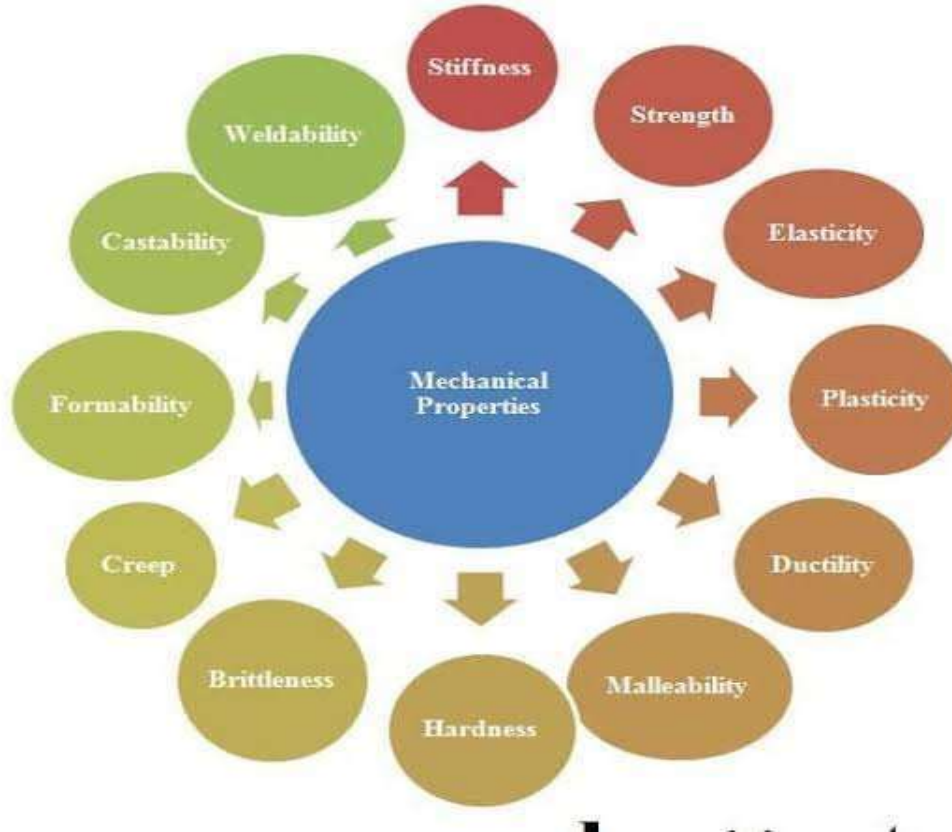 Stiffness
Strength
Elasticity
Plasticity
Ductility
Malleability
Hardness
Brittleness
Creep
Formability
Castability
Weldability
Mechanical
Properties